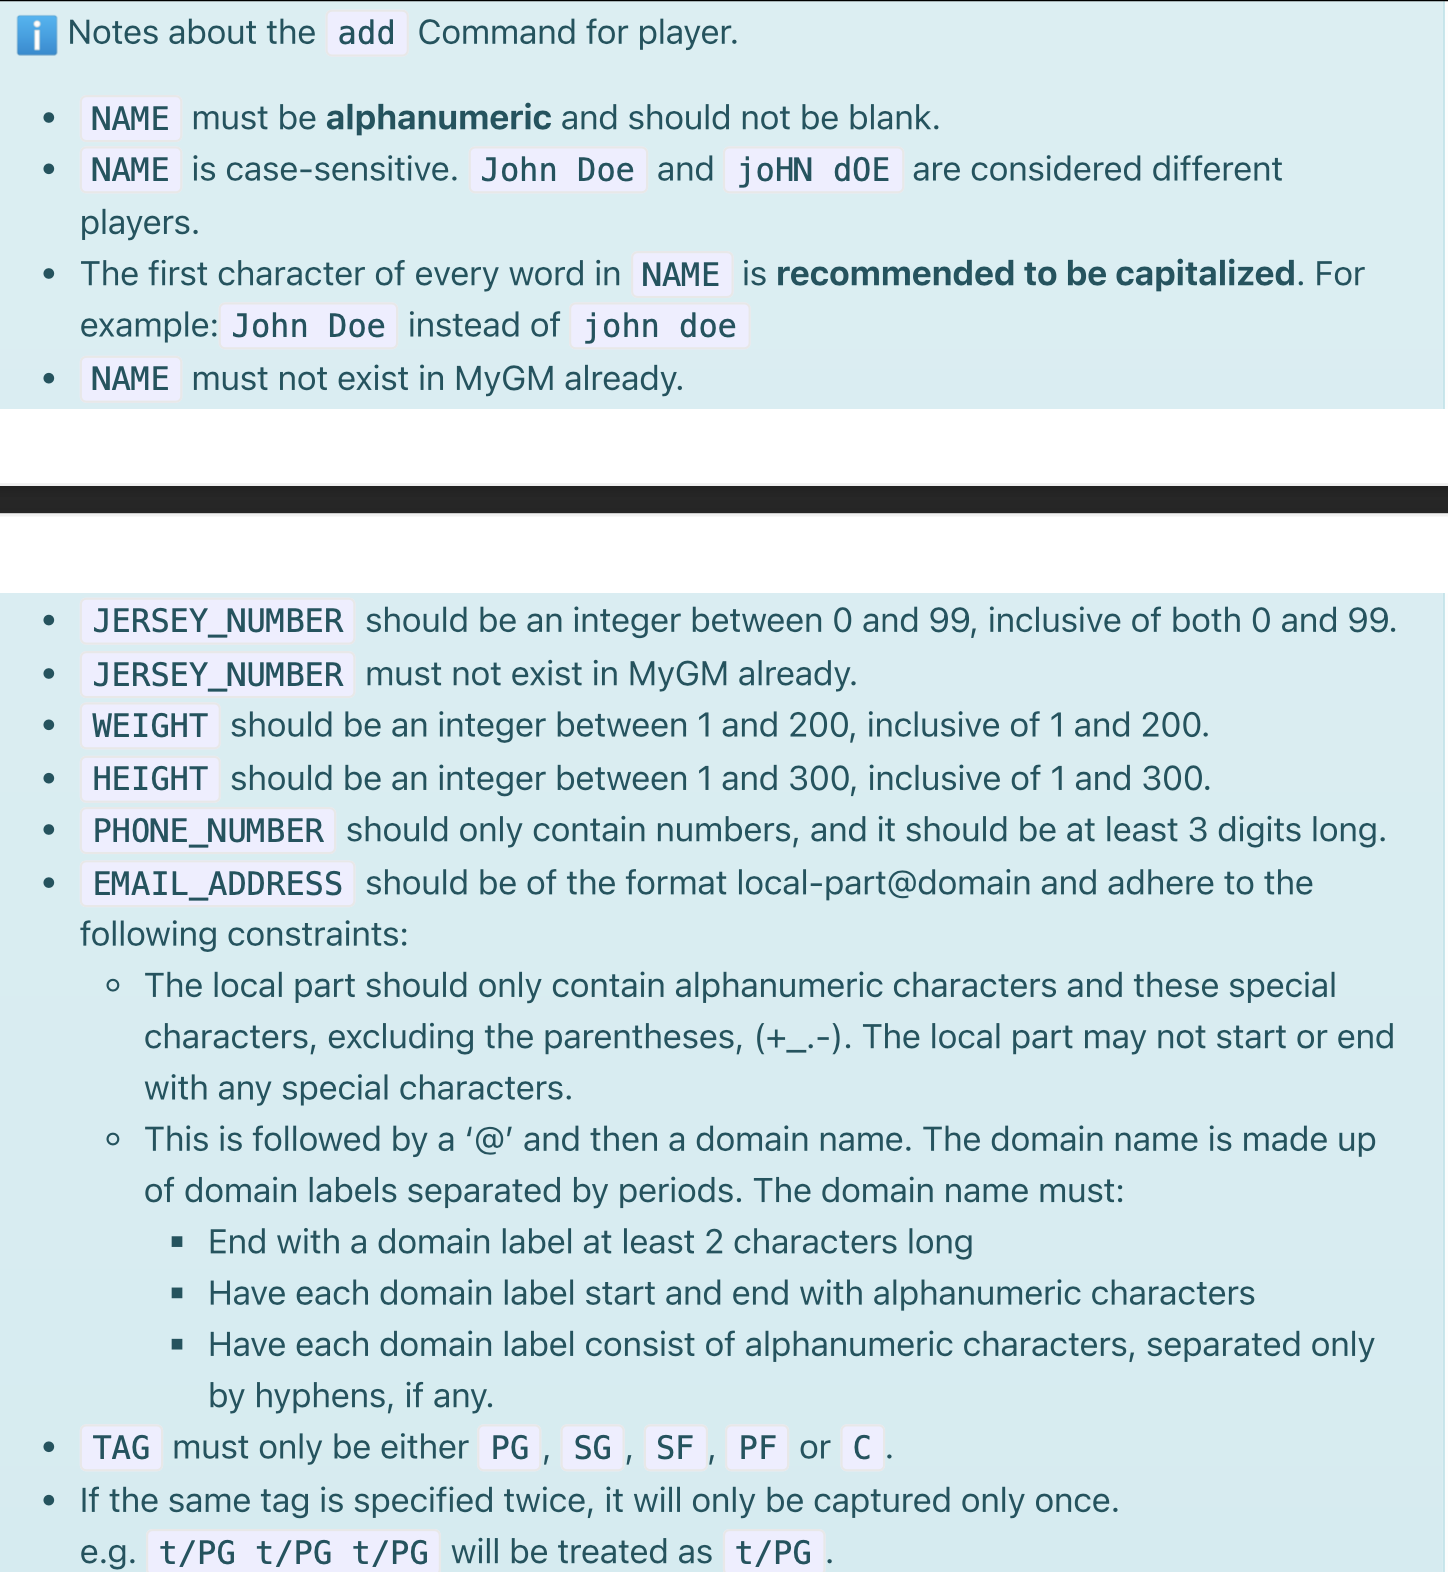 Notes about the add Command for player.
• NAME must be alphanumeric and should not be blank.
• NAME is case-sensitive. John Doe and joHN dOE are considered different
players.
• The first character of every word in NAME is recommended to be capitalized. For
example: John Doe instead of john doe
• NAME must not exist in MyGM already.
• JERSEY_NUMBER should be an integer between 0 and 99, inclusive of both 0 and 99.
• JERSEY_NUMBER must not exist in MyGM already.
• WEIGHT should be an integer between 1 and 200, inclusive of 1 and 200.
• HEIGHT should be an integer between 1 and 300, inclusive of 1 and 300.
• PHONE_NUMBER should only contain numbers, and it should be at least 3 digits long.
• EMAIL_ADDRESS should be of the format local-part@domain and adhere to the
following constraints:
◦ The local part should only contain alphanumeric characters and these special
characters, excluding the parentheses, (+_.-). The local part may not start or end
with any special characters.
◦ This is followed by a ‘@’ and then a domain name. The domain name is made up
of domain labels separated by periods. The domain name must:
▪ End with a domain label at least 2 characters long
▪ Have each domain label start and end with alphanumeric characters
▪ Have each domain label consist of alphanumeric characters, separated only
by hyphens, if any.
• TAG must only be either PG, SG, SF, PF or C.
• If the same tag is specified twice, it will only be captured only once.
e.g. t/PG t/PG t/PG will be treated as t/PG.